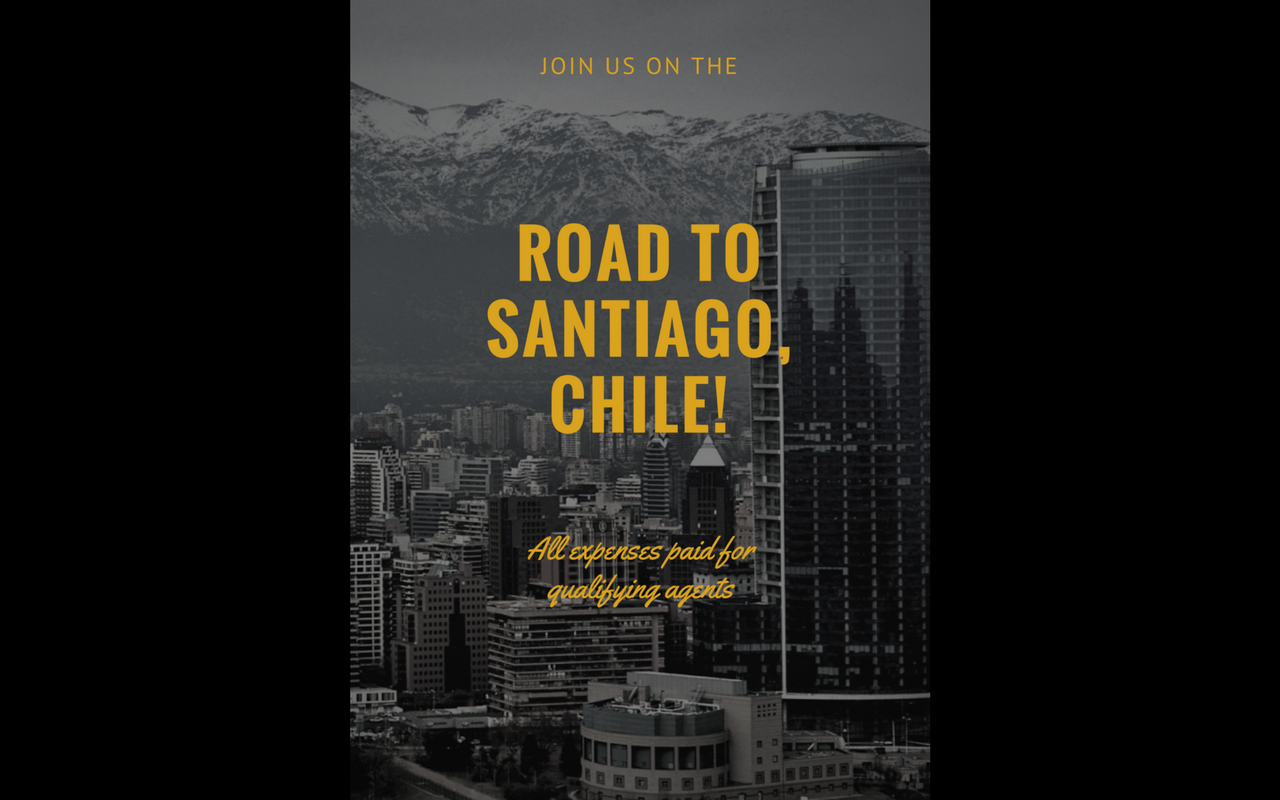 JOIN US ON THE
ROAD TO
SANTIAGO,
CHILE!
All expenses paid for
qualifying agents